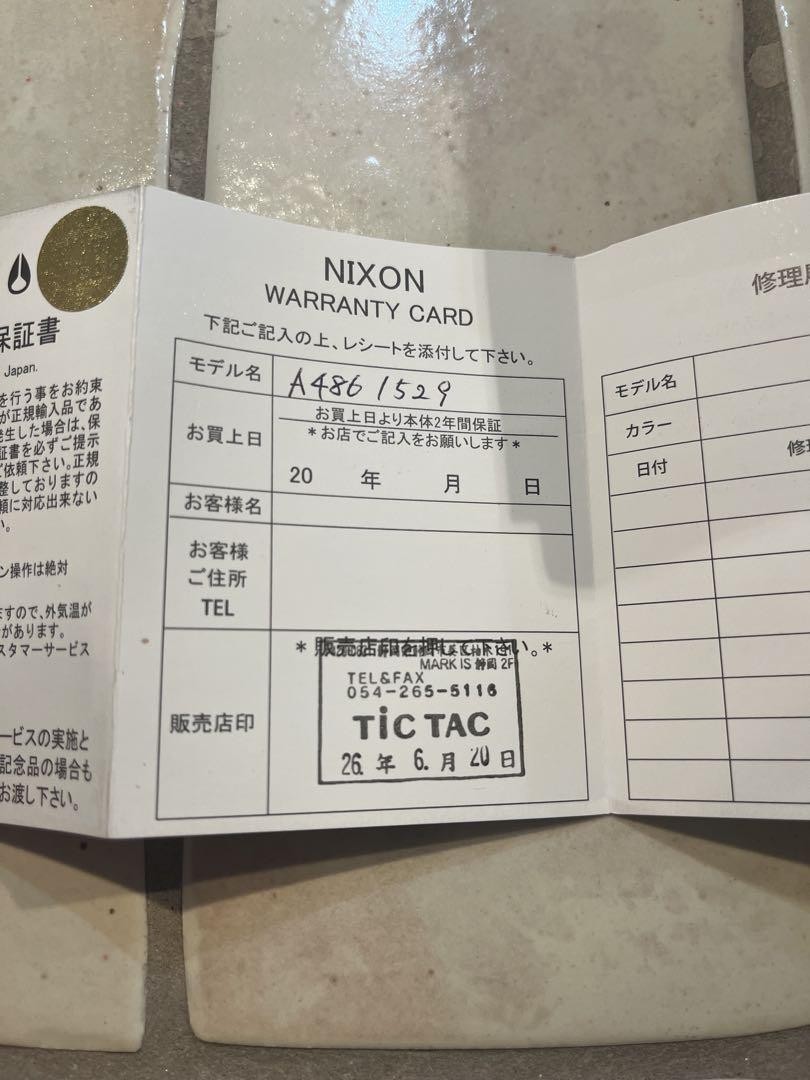 保証書
Japan.
を行う事をお約束
が正規輸入品であ
発生した場合は、保
証書を必ずご提示
ご依頼下さい。正規
整しておりますの
頼に対応出来ない
い。
ン操作は絶対
ますので、外気温が
があります。
スタマーサービス
ービスの実施と
記念品の場合も
お渡し下さい。
NIXON
WARRANTY CARD
下記ご記入の上、レシートを添付して下さい。
モデル名 A486 1529
お買上日
お買上日より本体2年間保証
*お店でご記入をお願いします*
20 年 月 日
お客様名
お客様
ご住所
TEL
販売店印
*販売店印を押して下さい。*
MARK IS 静岡 2F
TEL&FAX
054-265-5116
TiC TAC
26. 年 6. 月 20 日
修理
モデル名
カラー
日付
修